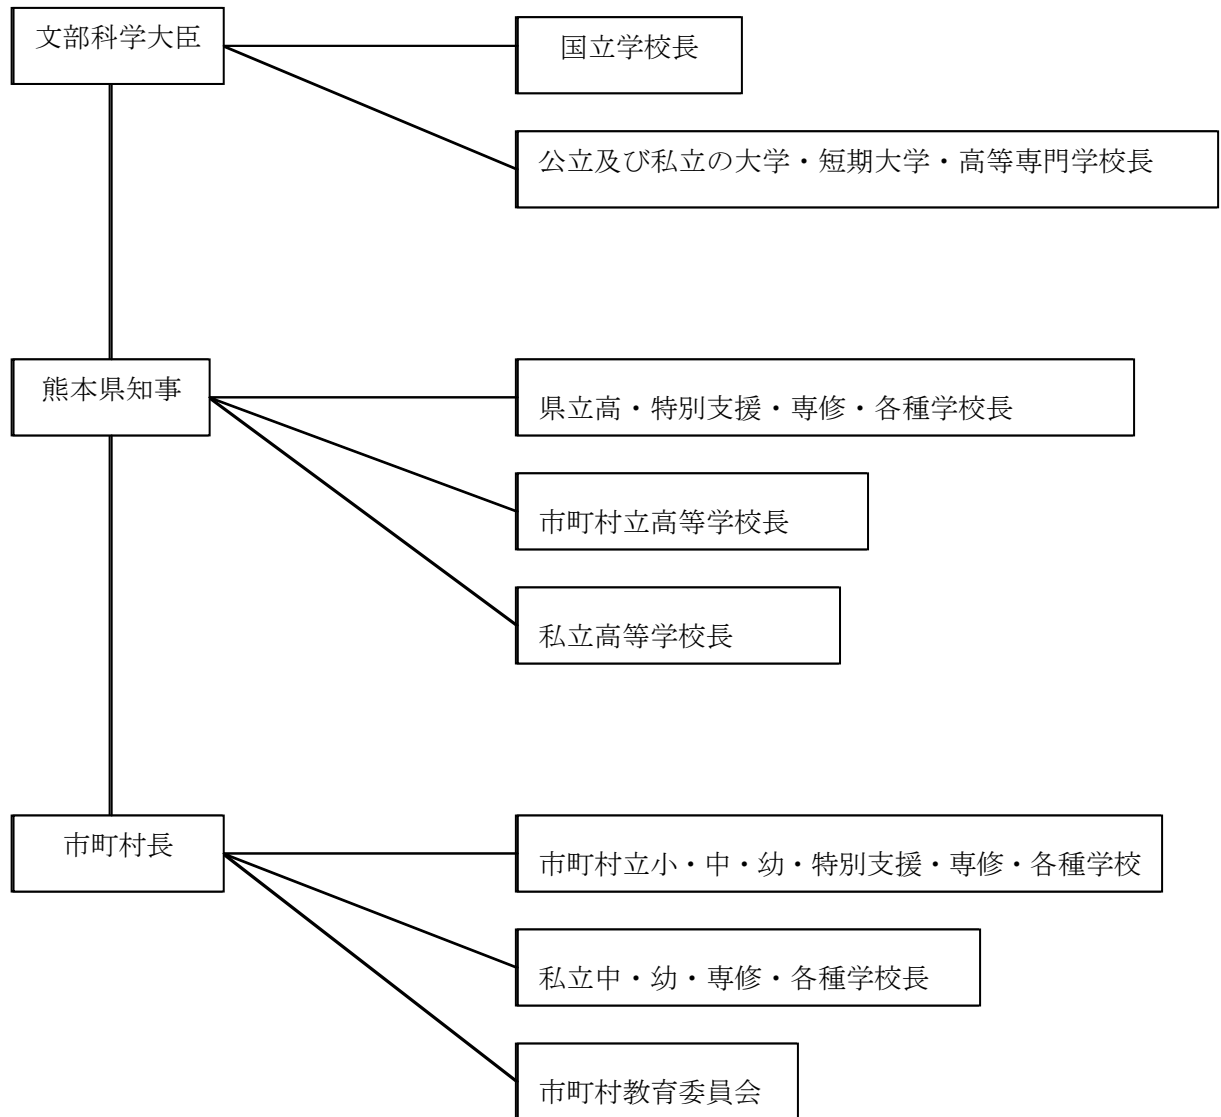 文部科学大臣
国立学校長
公立及び私立の大学・短期大学・高等専門学校長
熊本県知事
県立高・特別支援・専修・各種学校長
市町村立高等学校長
私立高等学校長
市町村長
市町村立小・中・幼・特別支援・専修・各種学校
私立中・幼・専修・各種学校長
市町村教育委員会